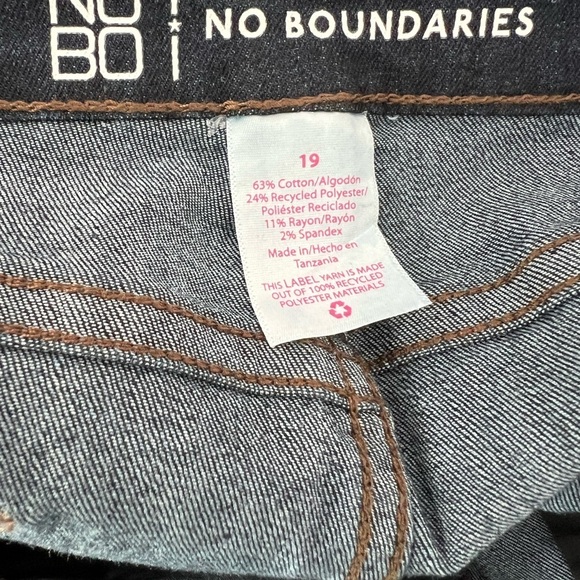 NO
BO
NO BOUNDARIES
19
63% Cotton/Algodón
24% Recycled Polyester/
Poliéster Reciclado
11% Rayon/Rayón
2% Spandex
Made in/Hecho en
Tanzania
THIS LABEL YARN IS MADE
OUT OF 100% RECYCLED
POLYESTER MATERIALS